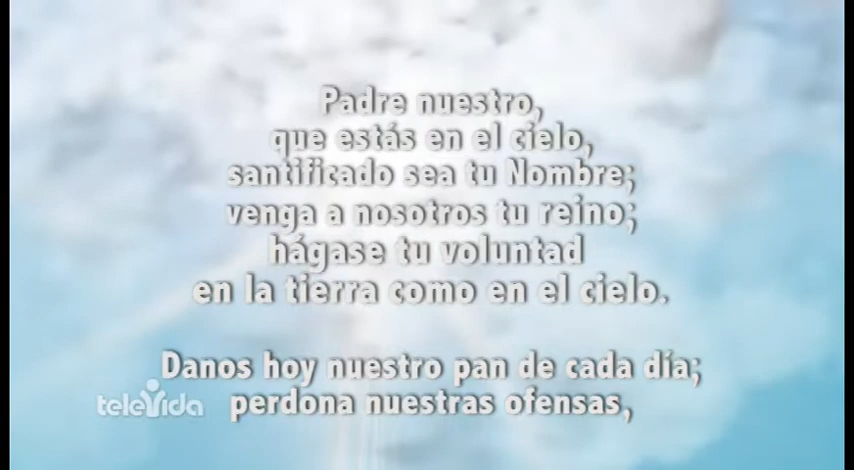 Padre nuestro,
que estás en el cielo,
santificado sea tu Nombre;
venga a nosotros tu reino;
hágase tu voluntad
en la tierra como en el cielo.
Danos hoy nuestro pan de cada día;
perdona nuestras ofensas,
teleVida